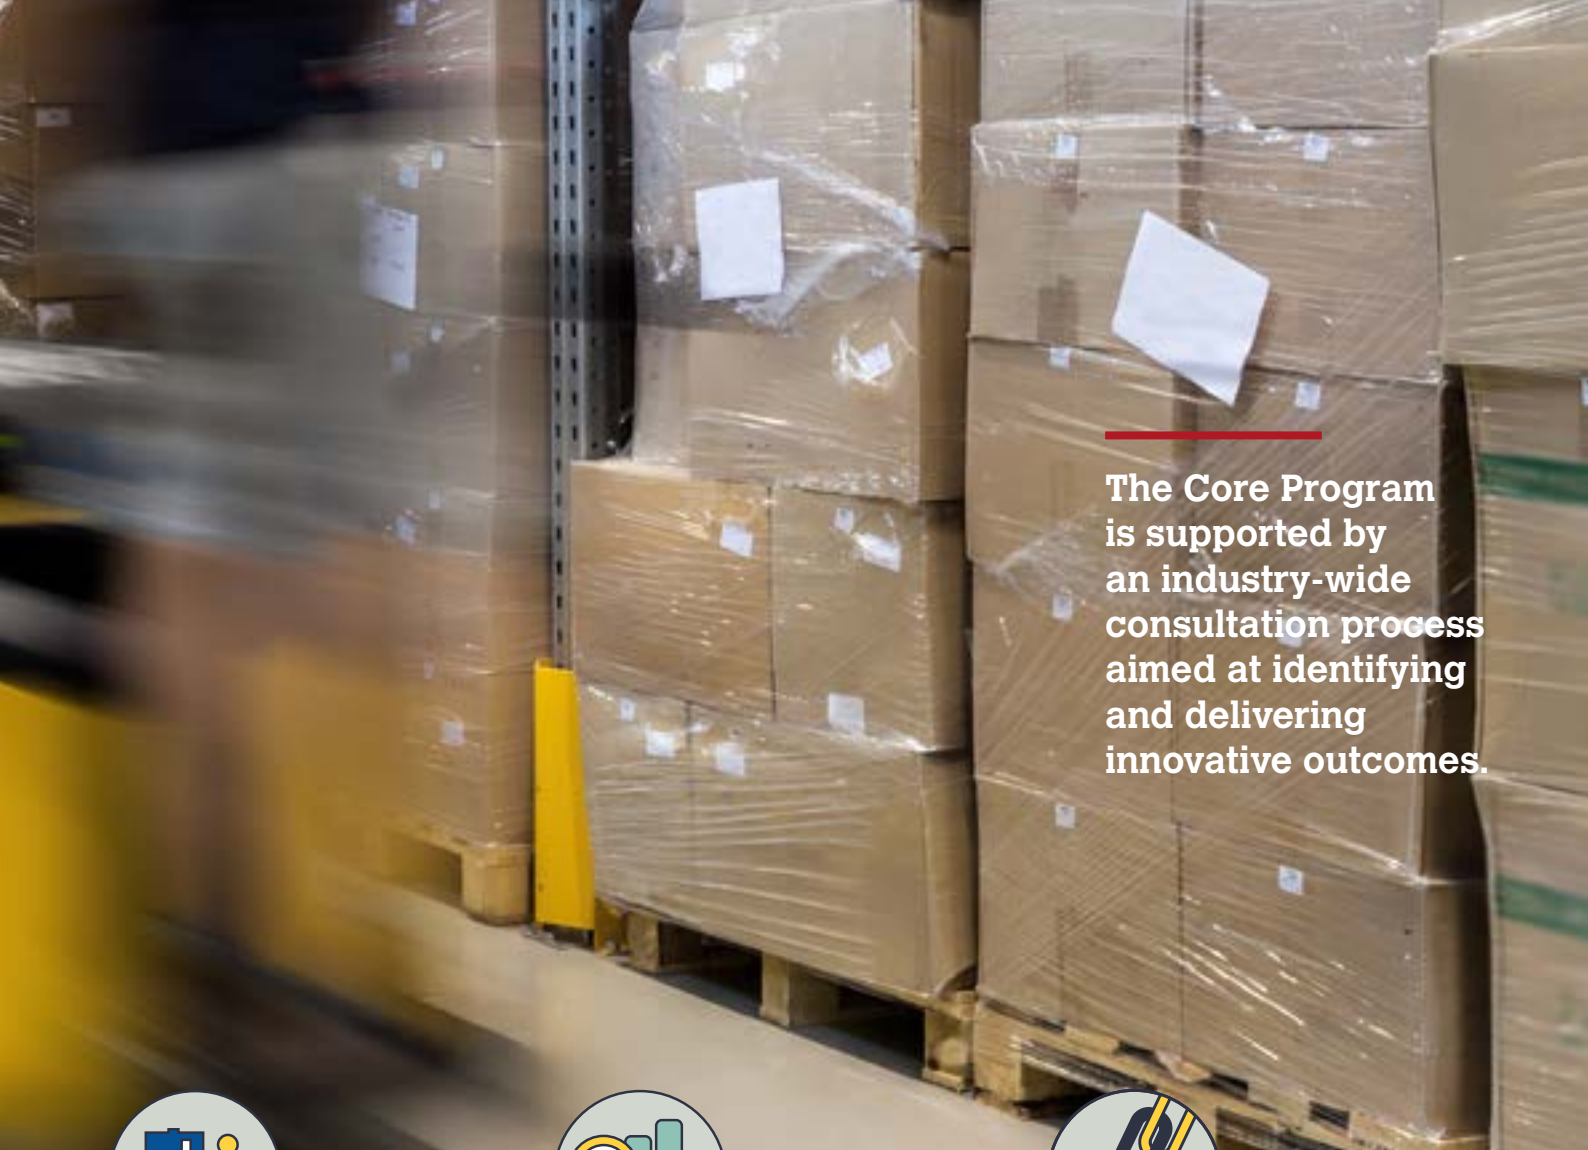 The Core Program
is supported by
an industry-wide
consultation process
aimed at identifying
and delivering
innovative outcomes.